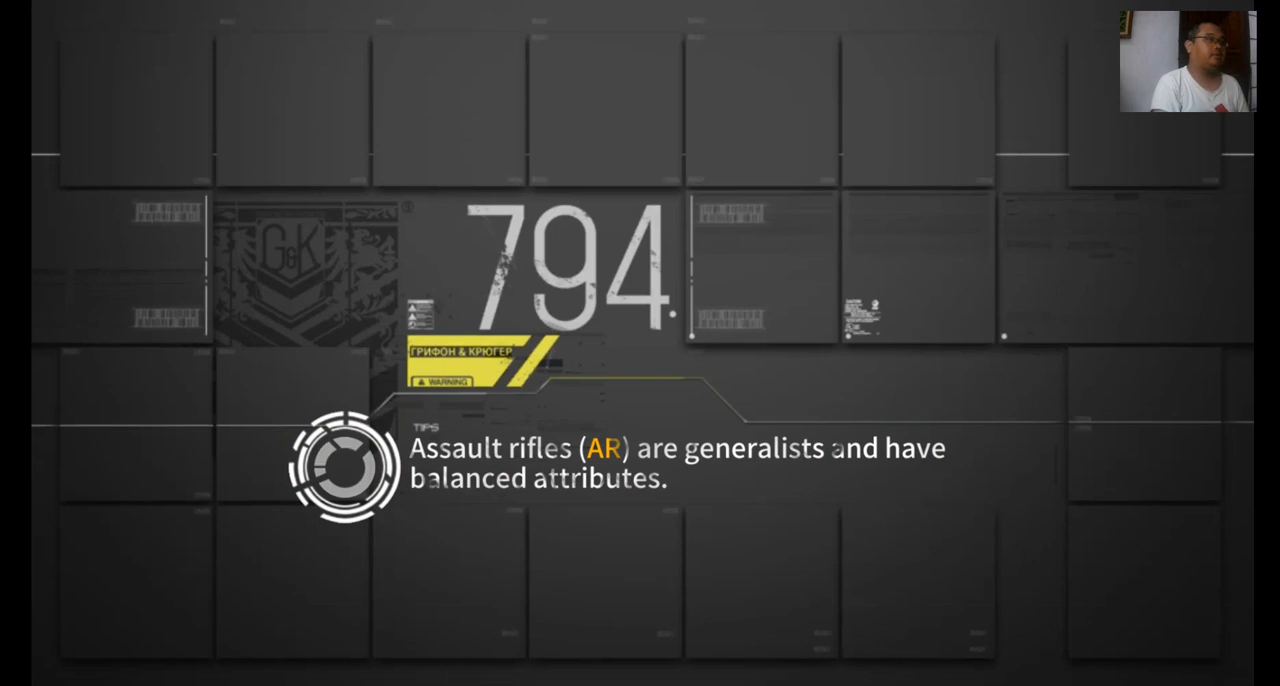 G&K
794.
ГРИФОН & КРЮГЕР
WARNING
TIPS
Assault rifles (AR) are generalists and have
balanced attributes.